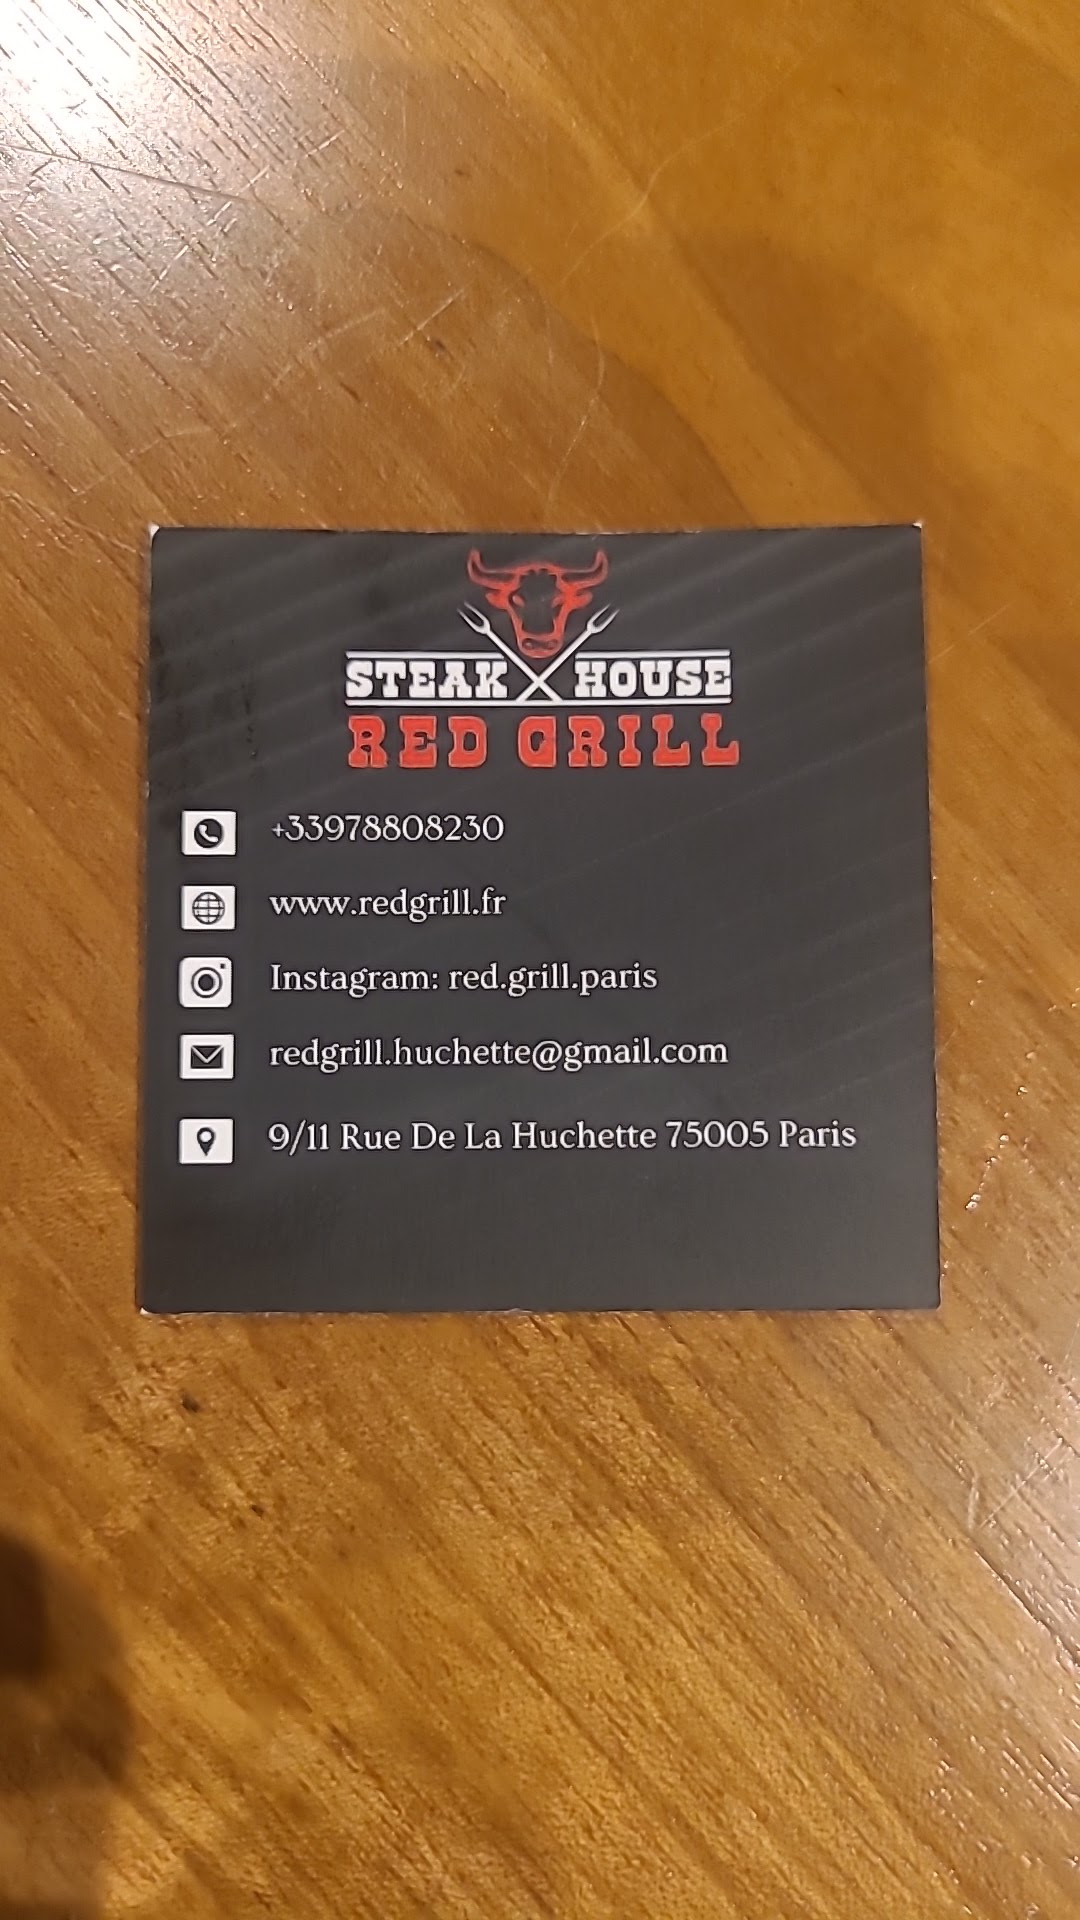 STEAK HOUSE
RED GRILL
+33978808230
www.redgrill.fr
Instagram: red.grill.paris
redgrill.huchette@gmail.com
9/11 Rue De La Huchette 75005 Paris